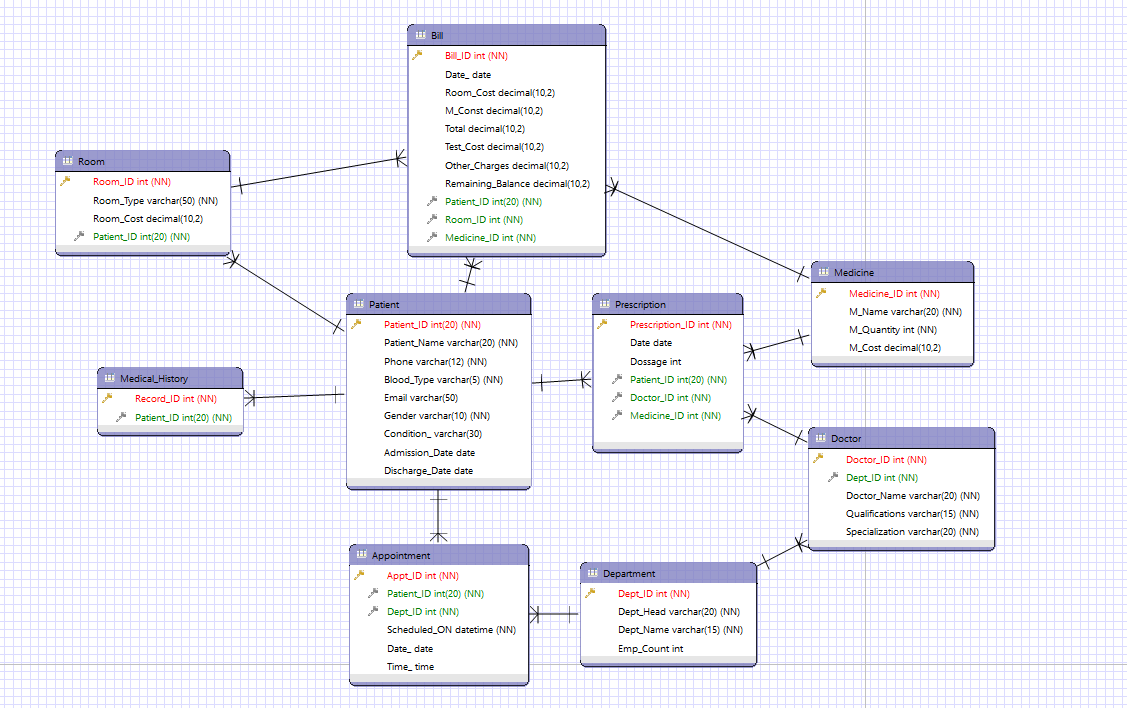 Bill
Bill_ID int (NN)
Date_ date
Room_Cost decimal(10,2)
M_Const decimal(10,2)
Total decimal(10,2)
Test_Cost decimal(10,2)
Other_Charges decimal(10,2)
Remaining_Balance decimal(10,2)
Patient_ID int(20) (NN)
Room_ID int (NN)
Medicine_ID int (NN)
Room
Room_ID int (NN)
Room_Type varchar(50) (NN)
Room_Cost decimal(10,2)
Patient_ID int(20) (NN)
Medicine
Medicine_ID int (NN)
M_Name varchar(20) (NN)
M_Quantity int (NN)
M_Cost decimal(10,2)
Patient
Patient_ID int(20) (NN)
Patient_Name varchar(20) (NN)
Phone varchar(12) (NN)
Blood_Type varchar(5) (NN)
Email varchar(50)
Gender varchar(10) (NN)
Condition_ varchar(30)
Admission_Date date
Discharge_Date date
Prescription
Prescription_ID int (NN)
Date date
Dossage int
Patient_ID int(20) (NN)
Doctor_ID int (NN)
Medicine_ID int (NN)
Medical_History
Record_ID int (NN)
Patient_ID int(20) (NN)
Doctor
Doctor_ID int (NN)
Dept_ID int (NN)
Doctor_Name varchar(20) (NN)
Qualifications varchar(15) (NN)
Specialization varchar(20) (NN)
Appointment
Appt_ID int (NN)
Patient_ID int(20) (NN)
Dept_ID int (NN)
Scheduled_ON datetime (NN)
Date_ date
Time_ time
Department
Dept_ID int (NN)
Dept_Head varchar(20) (NN)
Dept_Name varchar(15) (NN)
Emp_Count int